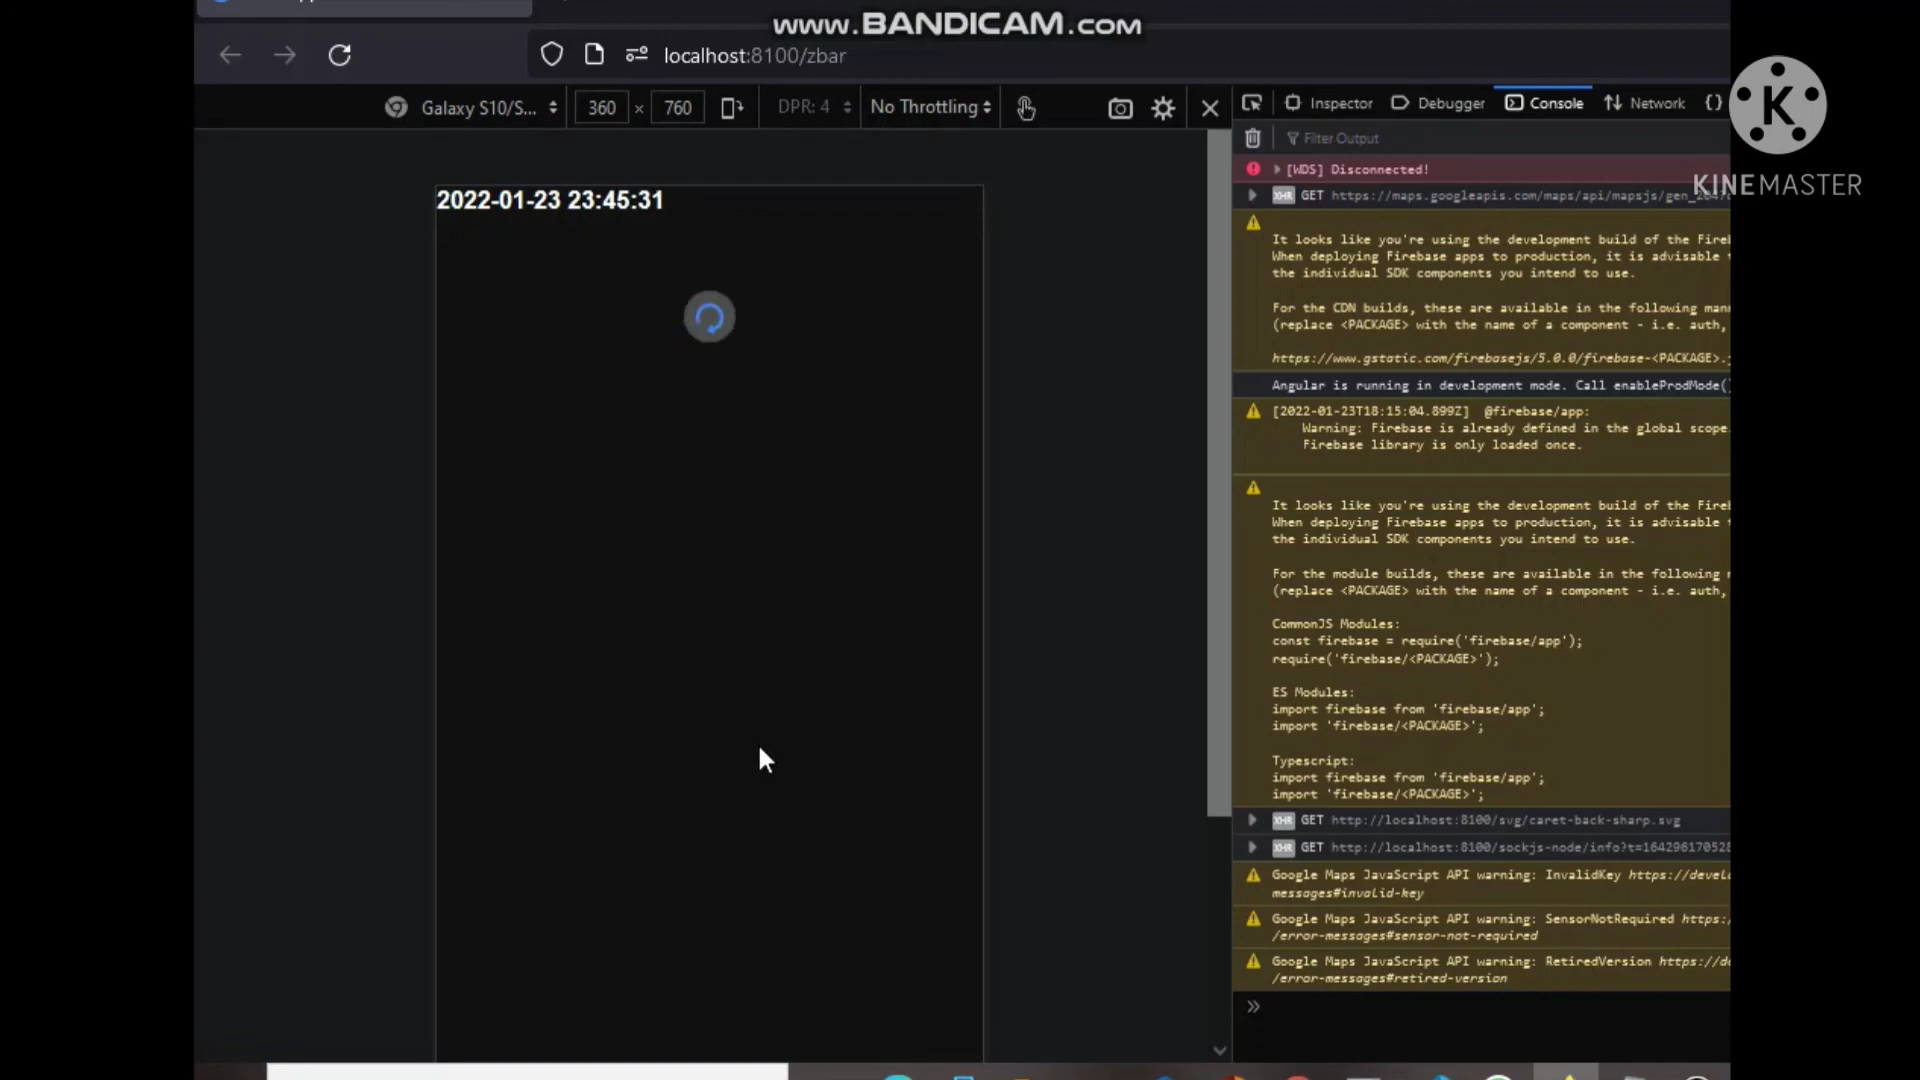 www.BANDICAM.com
localhost:8100/zbar
Galaxy S10/S...
360 × 760
DPR: 4
No Throttling
Inspector
Debugger
Console
Network
Filter Output
K
KINEMASTER
2022-01-23 23:45:31
[WDS] Disconnected!
XHR GET https://maps.googleapis.com/maps/api/mapsjs/gen_204?
It looks like you're using the development build of the Fireb
When deploying Firebase apps to production, it is advisable
the individual SDK components you intend to use.
For the CDN builds, these are available in the following mann
(replace <PACKAGE> with the name of a component - i.e. auth,
https://www.gstatic.com/firebasejs/5.0.0/firebase-<PACKAGE>.
Angular is running in development mode. Call enableProdMode()
[2022-01-23T18:15:04.899Z] @firebase/app:
Warning: Firebase is already defined in the global scope.
Firebase library is only loaded once.
It looks like you're using the development build of the Fireb
When deploying Firebase apps to production, it is advisable
the individual SDK components you intend to use.
For the module builds, these are available in the following
(replace <PACKAGE> with the name of a component - i.e. auth,
CommonJS Modules:
const firebase = require('firebase/app');
require('firebase/<PACKAGE>');
ES Modules:
import firebase from 'firebase/app';
import 'firebase/<PACKAGE>';
Typescript:
import firebase from 'firebase/app';
import 'firebase/<PACKAGE>';
XHR GET http://localhost:8100/svg/caret-back-sharp.svg
XHR GET http://localhost:8100/sockjs-node/info?t=164296170528
Google Maps JavaScript API warning: InvalidKey https://devel
messages#invalid-key
Google Maps JavaScript API warning: SensorNotRequired https:
/error-messages#sensor-not-required
Google Maps JavaScript API warning: RetiredVersion https://de
/error-messages#retired-version